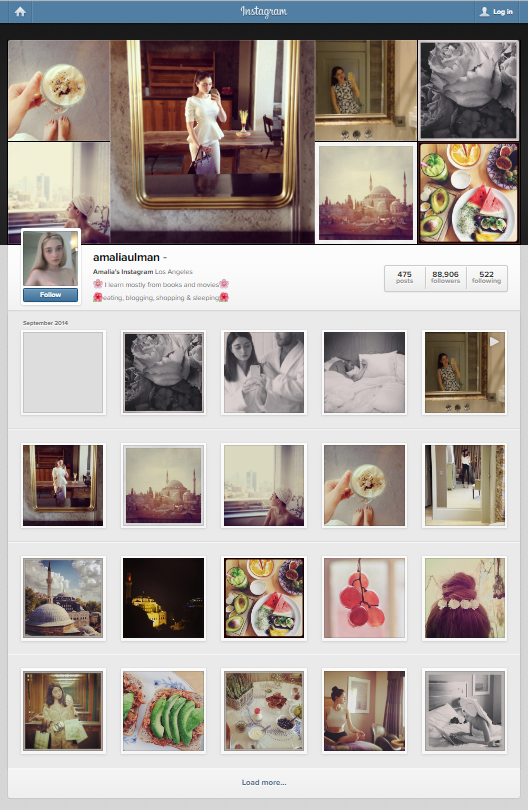 Instagram
Log in
amaliaulman -
Amalia's Instagram Los Angeles
🌸I learn mostly from books and movies🌸
🌺eating, blogging, shopping & sleeping🌺
Follow
475 88,906 522
posts followers following
September 2014
Load more...